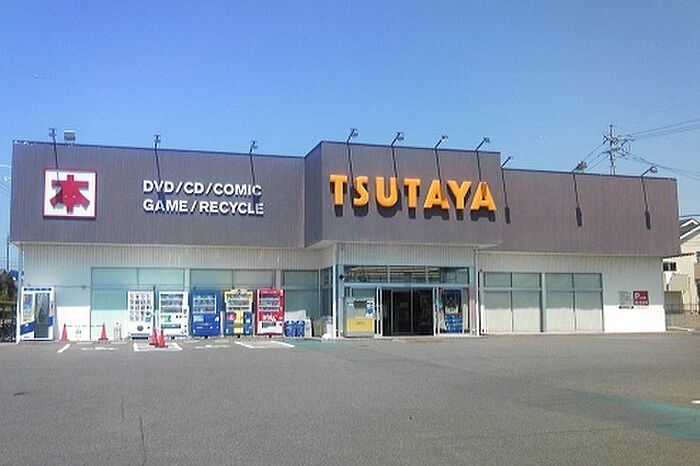 本
DVD/CD/COMIC
GAME/RECYCLE
TSUTAYA
P